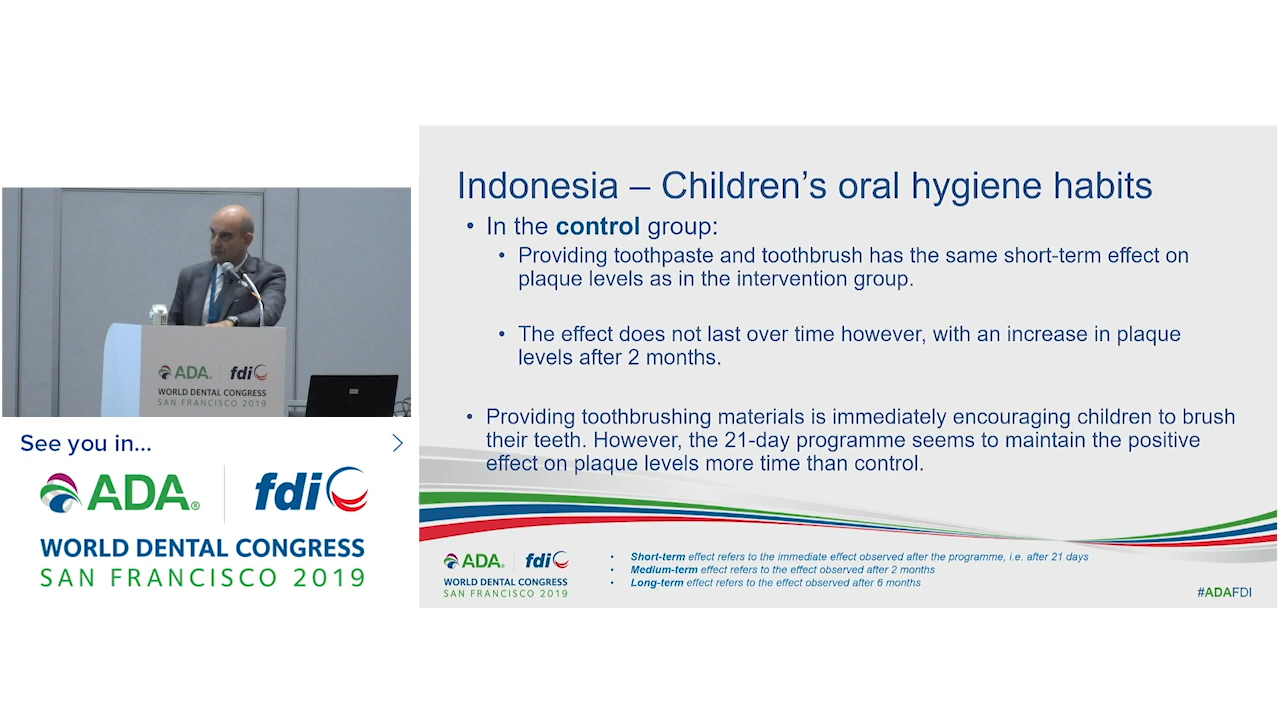 ADA. fdi
WORLD DENTAL CONGRESS
SAN FRANCISCO 2019
See you in...
ADA® fdi
WORLD DENTAL CONGRESS
SAN FRANCISCO 2019
Indonesia – Children’s oral hygiene habits
• In the control group:
• Providing toothpaste and toothbrush has the same short-term effect on
plaque levels as in the intervention group.
• The effect does not last over time however, with an increase in plaque
levels after 2 months.
• Providing toothbrushing materials is immediately encouraging children to brush
their teeth. However, the 21-day programme seems to maintain the positive
effect on plaque levels more time than control.
ADA. fdi
WORLD DENTAL CONGRESS
SAN FRANCISCO 2019
• Short-term effect refers to the immediate effect observed after the programme, i.e. after 21 days
• Medium-term effect refers to the effect observed after 2 months
• Long-term effect refers to the effect observed after 6 months
#ADAFDI